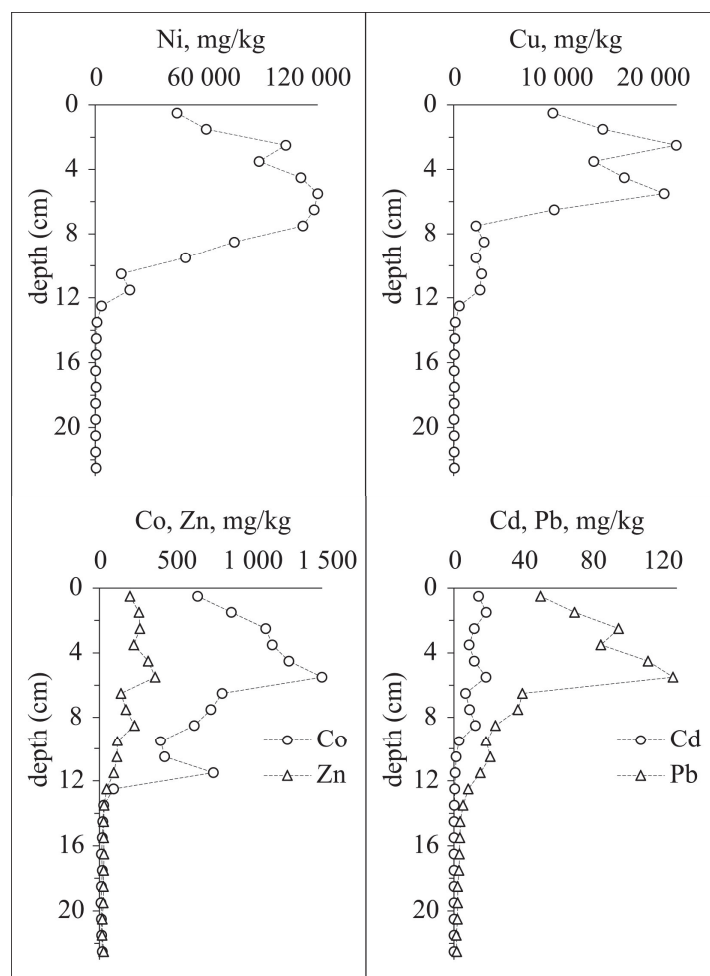 Ni, mg/kg
0 60 000 120 000
0
4
8
12
16
20
depth (cm)
Cu, mg/kg
0 10 000 20 000
0
4
8
12
16
20
depth (cm)
Co, Zn, mg/kg
0 500 1 000 1 500
0
4
8
12
16
20
depth (cm)
Co
Zn
Cd, Pb, mg/kg
0 40 80 120
0
4
8
12
16
20
depth (cm)
Cd
Pb